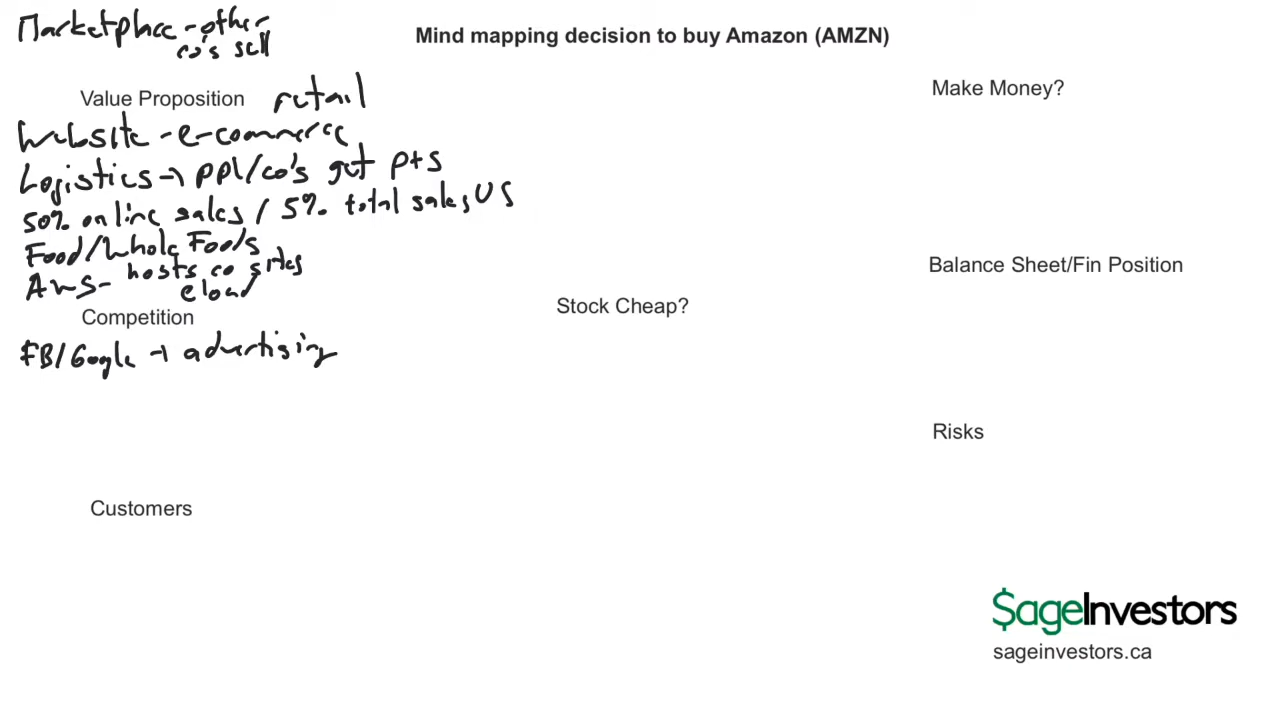 Marketplace - other
co's sell
Mind mapping decision to buy Amazon (AMZN)
Value Proposition retail
Make Money?
Website - e-commerce
Logistics → ppl/co's get pts
50% online sales / 5% total sales US
Food/Whole Foods
AWS - hosts co sites
cloud
Balance Sheet/Fin Position
Stock Cheap?
Competition
FB/Google → advertising
Risks
Customers
$ageInvestors
sageinvestors.ca